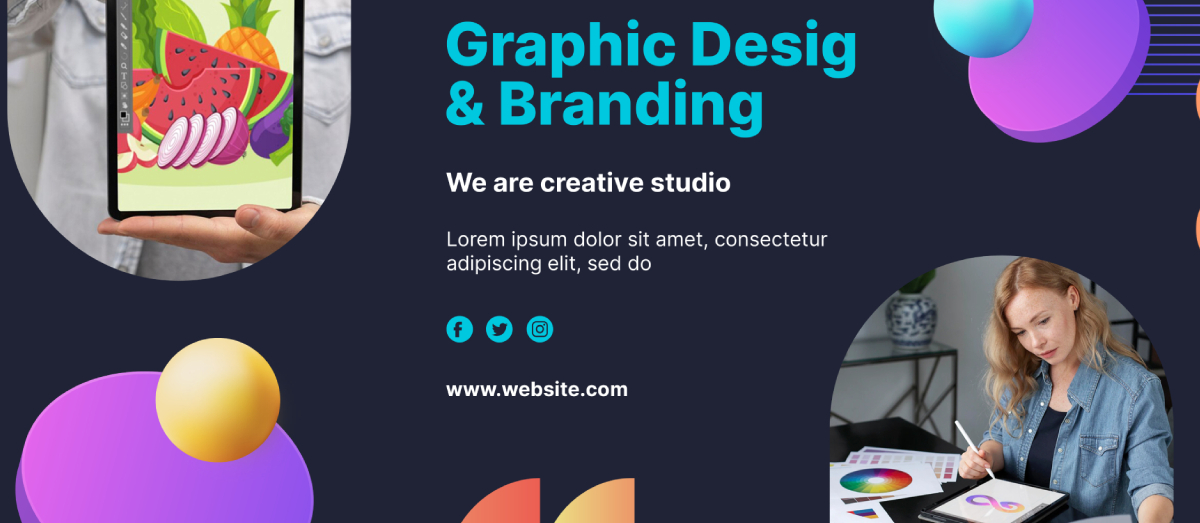 Graphic Desig
& Branding
We are creative studio
Lorem ipsum dolor sit amet, consectetur
adipiscing elit, sed do
www.website.com